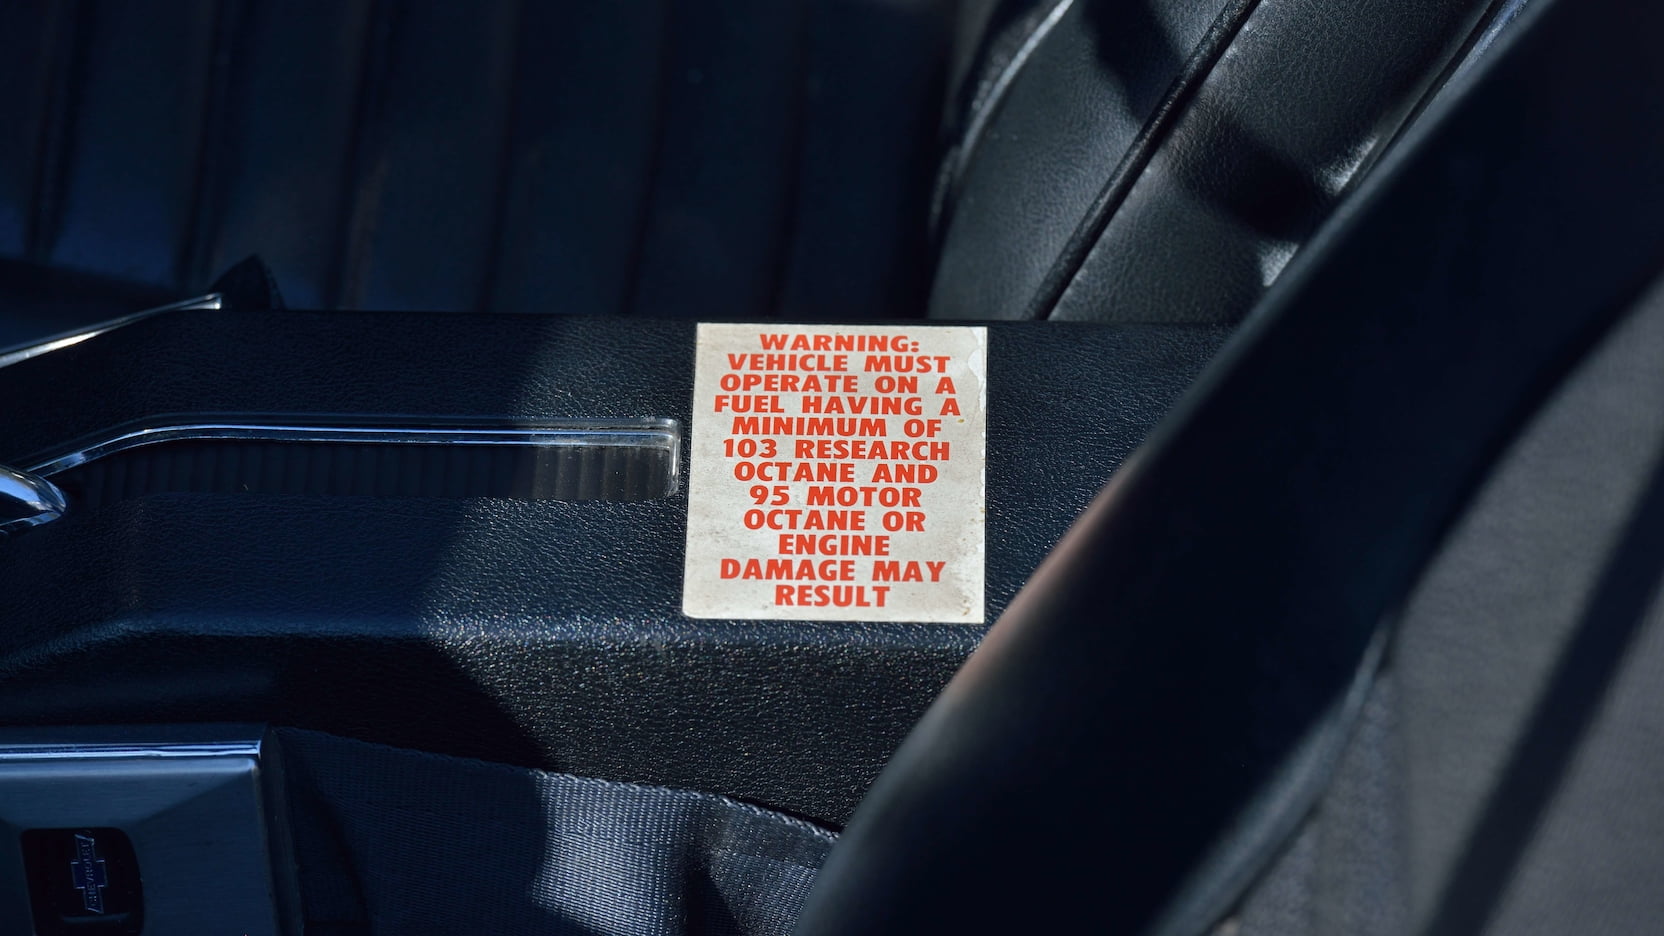 WARNING:
VEHICLE MUST
OPERATE ON A
FUEL HAVING A
MINIMUM OF
103 RESEARCH
OCTANE AND
95 MOTOR
OCTANE OR
ENGINE
DAMAGE MAY
RESULT
CHEVROLET